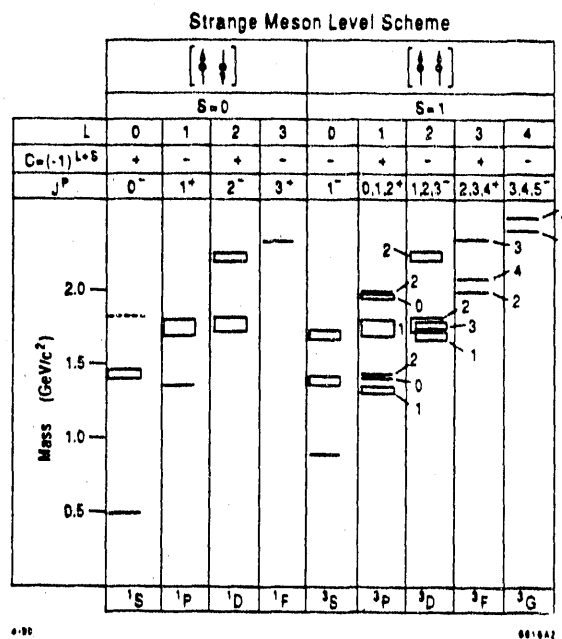 Strange Meson Level Scheme
S=0 S=1
L 0 1 2 3 0 1 2 3 4
C=(-1)^L+S + - + - - + - + -
J^P 0⁻ 1⁺ 2⁻ 3⁺ 1⁻ 0,1,2⁺ 1,2,3⁻ 2,3,4⁺ 3,4,5⁻
2 3
2 4
2.0 0 2
2
1 3
1.5 2 1
0
1
Mass (GeV/c²)
1.0
0.5
¹S ¹P ¹D ¹F ³S ³P ³D ³F ³G
6616A2